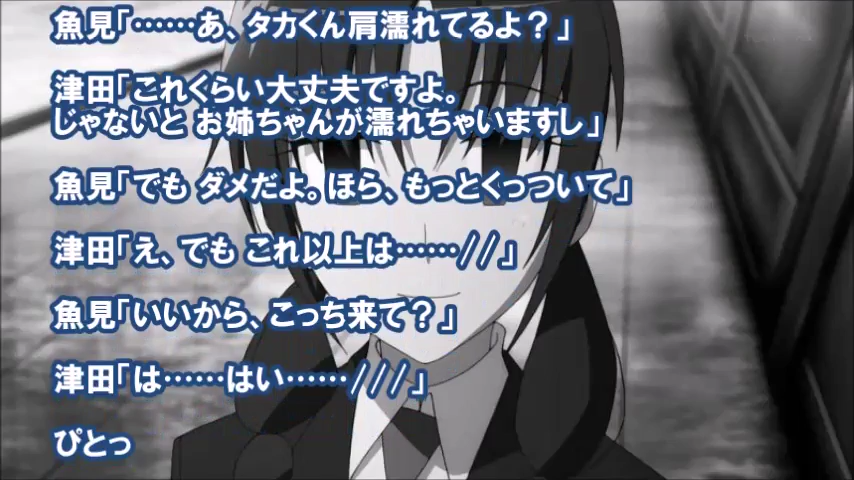 魚見「……あ、タカくん肩濡れてるよ？」
津田「これくらい大丈夫ですよ。
じゃないと お姉ちゃんが濡れちゃいますし」
魚見「でも ダメだよ。ほら、もっとくっついて」
津田「え、でも これ以上は……//」
魚見「いいから、こっち来て？」
津田「は……はい……///」
ぴとっ